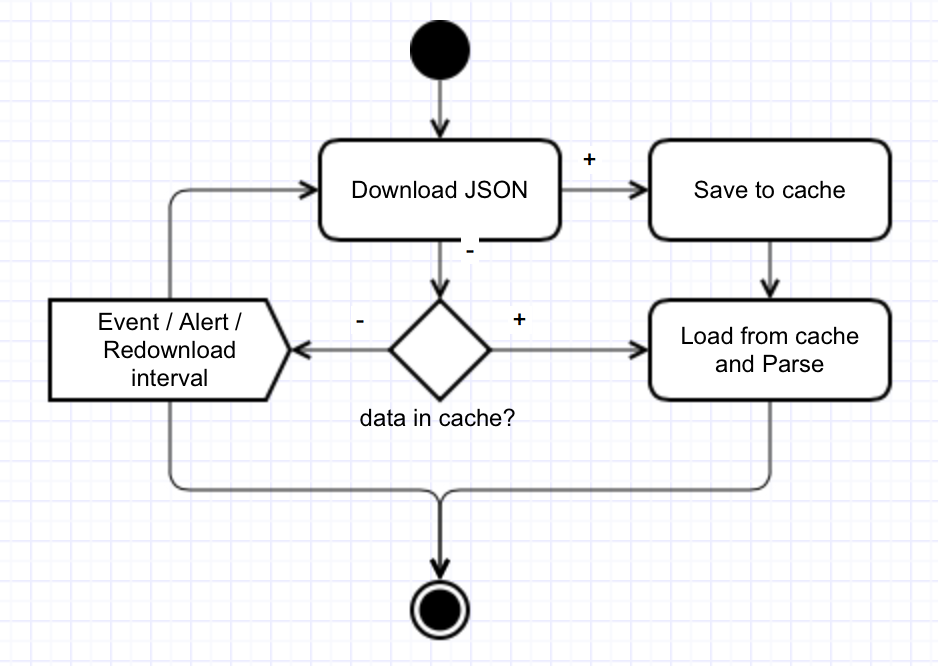 +
Download JSON
Save to cache
-
Event / Alert /
Redownload
interval
-
+
Load from cache
and Parse
data in cache?